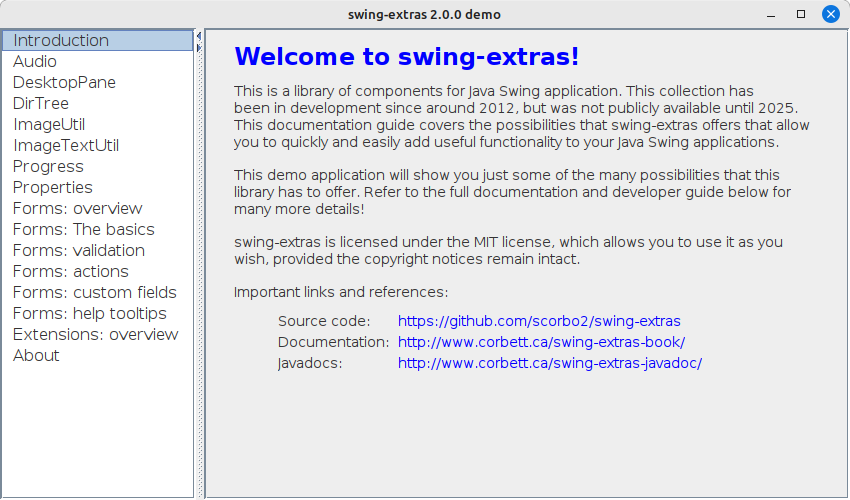 swing-extras 2.0.0 demo
Introduction
Audio
DesktopPane
DirTree
ImageUtil
ImageTextUtil
Progress
Properties
Forms: overview
Forms: The basics
Forms: validation
Forms: actions
Forms: custom fields
Forms: help tooltips
Extensions: overview
About
Welcome to swing-extras!
This is a library of components for Java Swing application. This collection has
been in development since around 2012, but was not publicly available until 2025.
This documentation guide covers the possibilities that swing-extras offers that allow
you to quickly and easily add useful functionality to your Java Swing applications.
This demo application will show you just some of the many possibilities that this
library has to offer. Refer to the full documentation and developer guide below for
many more details!
swing-extras is licensed under the MIT license, which allows you to use it as you
wish, provided the copyright notices remain intact.
Important links and references:
Source code: https://github.com/scorbo2/swing-extras
Documentation: http://www.corbett.ca/swing-extras-book/
Javadocs: http://www.corbett.ca/swing-extras-javadoc/